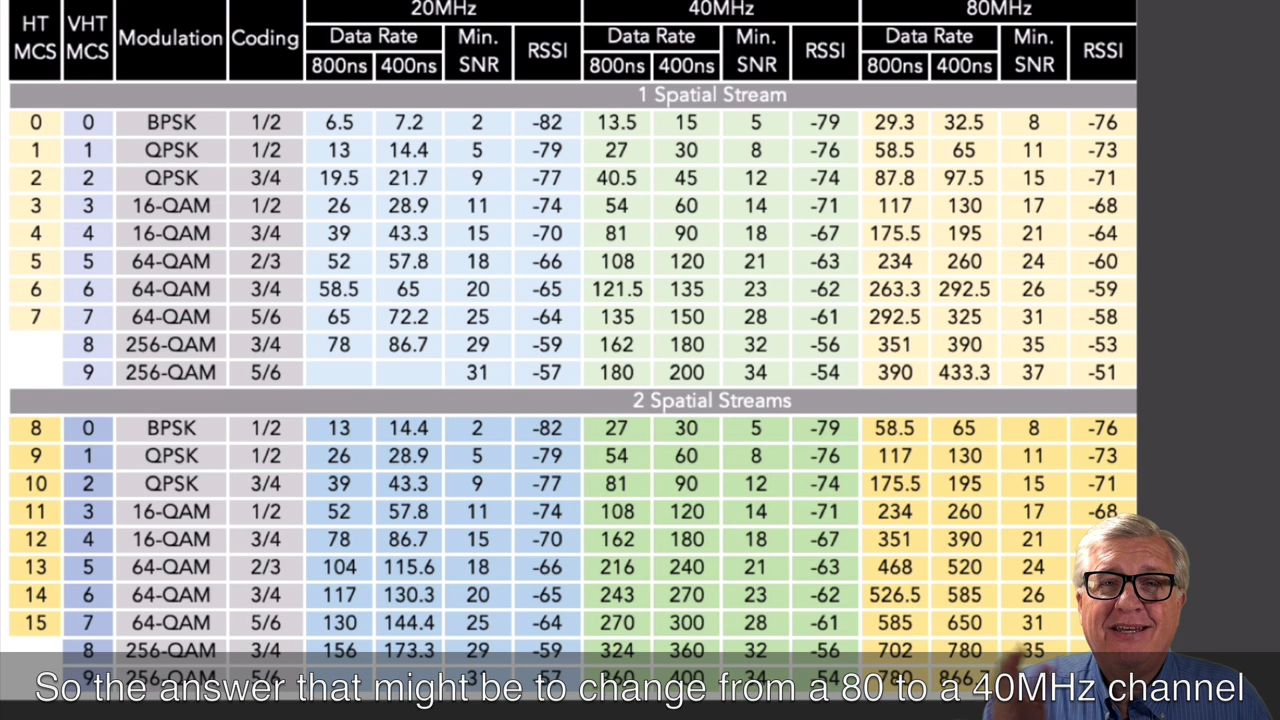 20MHz 40MHz 80MHz
HT MCS VHT MCS Modulation Coding Data Rate Min. SNR RSSI Data Rate Min. SNR RSSI Data Rate Min. SNR RSSI
800ns 400ns 800ns 400ns 800ns 400ns
1 Spatial Stream
0 0 BPSK 1/2 6.5 7.2 2 -82 13.5 15 5 -79 29.3 32.5 8 -76
1 1 QPSK 1/2 13 14.4 5 -79 27 30 8 -76 58.5 65 11 -73
2 2 QPSK 3/4 19.5 21.7 9 -77 40.5 45 12 -74 87.8 97.5 15 -71
3 3 16-QAM 1/2 26 28.9 11 -74 54 60 14 -71 117 130 17 -68
4 4 16-QAM 3/4 39 43.3 15 -70 81 90 18 -67 175.5 195 21 -64
5 5 64-QAM 2/3 52 57.8 18 -66 108 120 21 -63 234 260 24 -60
6 6 64-QAM 3/4 58.5 65 20 -65 121.5 135 23 -62 263.3 292.5 26 -59
7 7 64-QAM 5/6 65 72.2 25 -64 135 150 28 -61 292.5 325 31 -58
8 256-QAM 3/4 78 86.7 29 -59 162 180 32 -56 351 390 35 -53
9 256-QAM 5/6 31 -57 180 200 34 -54 390 433.3 37 -51
2 Spatial Streams
8 0 BPSK 1/2 13 14.4 2 -82 27 30 5 -79 58.5 65 8 -76
9 1 QPSK 1/2 26 28.9 5 -79 54 60 8 -76 117 130 11 -73
10 2 QPSK 3/4 39 43.3 9 -77 81 90 12 -74 175.5 195 15 -71
11 3 16-QAM 1/2 52 57.8 11 -74 108 120 14 -71 234 260 17 -68
12 4 16-QAM 3/4 78 86.7 15 -70 162 180 18 -67 351 390 21
13 5 64-QAM 2/3 104 115.6 18 -66 216 240 21 -63 468 520 24
14 6 64-QAM 3/4 117 130.3 20 -65 243 270 23 -62 526.5 585 26
15 7 64-QAM 5/6 130 144.4 25 -64 270 300 28 -61 585 650 31
8 256-QAM 3/4 156 173.3 29 -59 324 360 32 -56 702 780 35
9 256-QAM 5/6 31 -57 360 400 34 -54 780 866
So the answer that might be to change from a 80 to a 40MHz channel